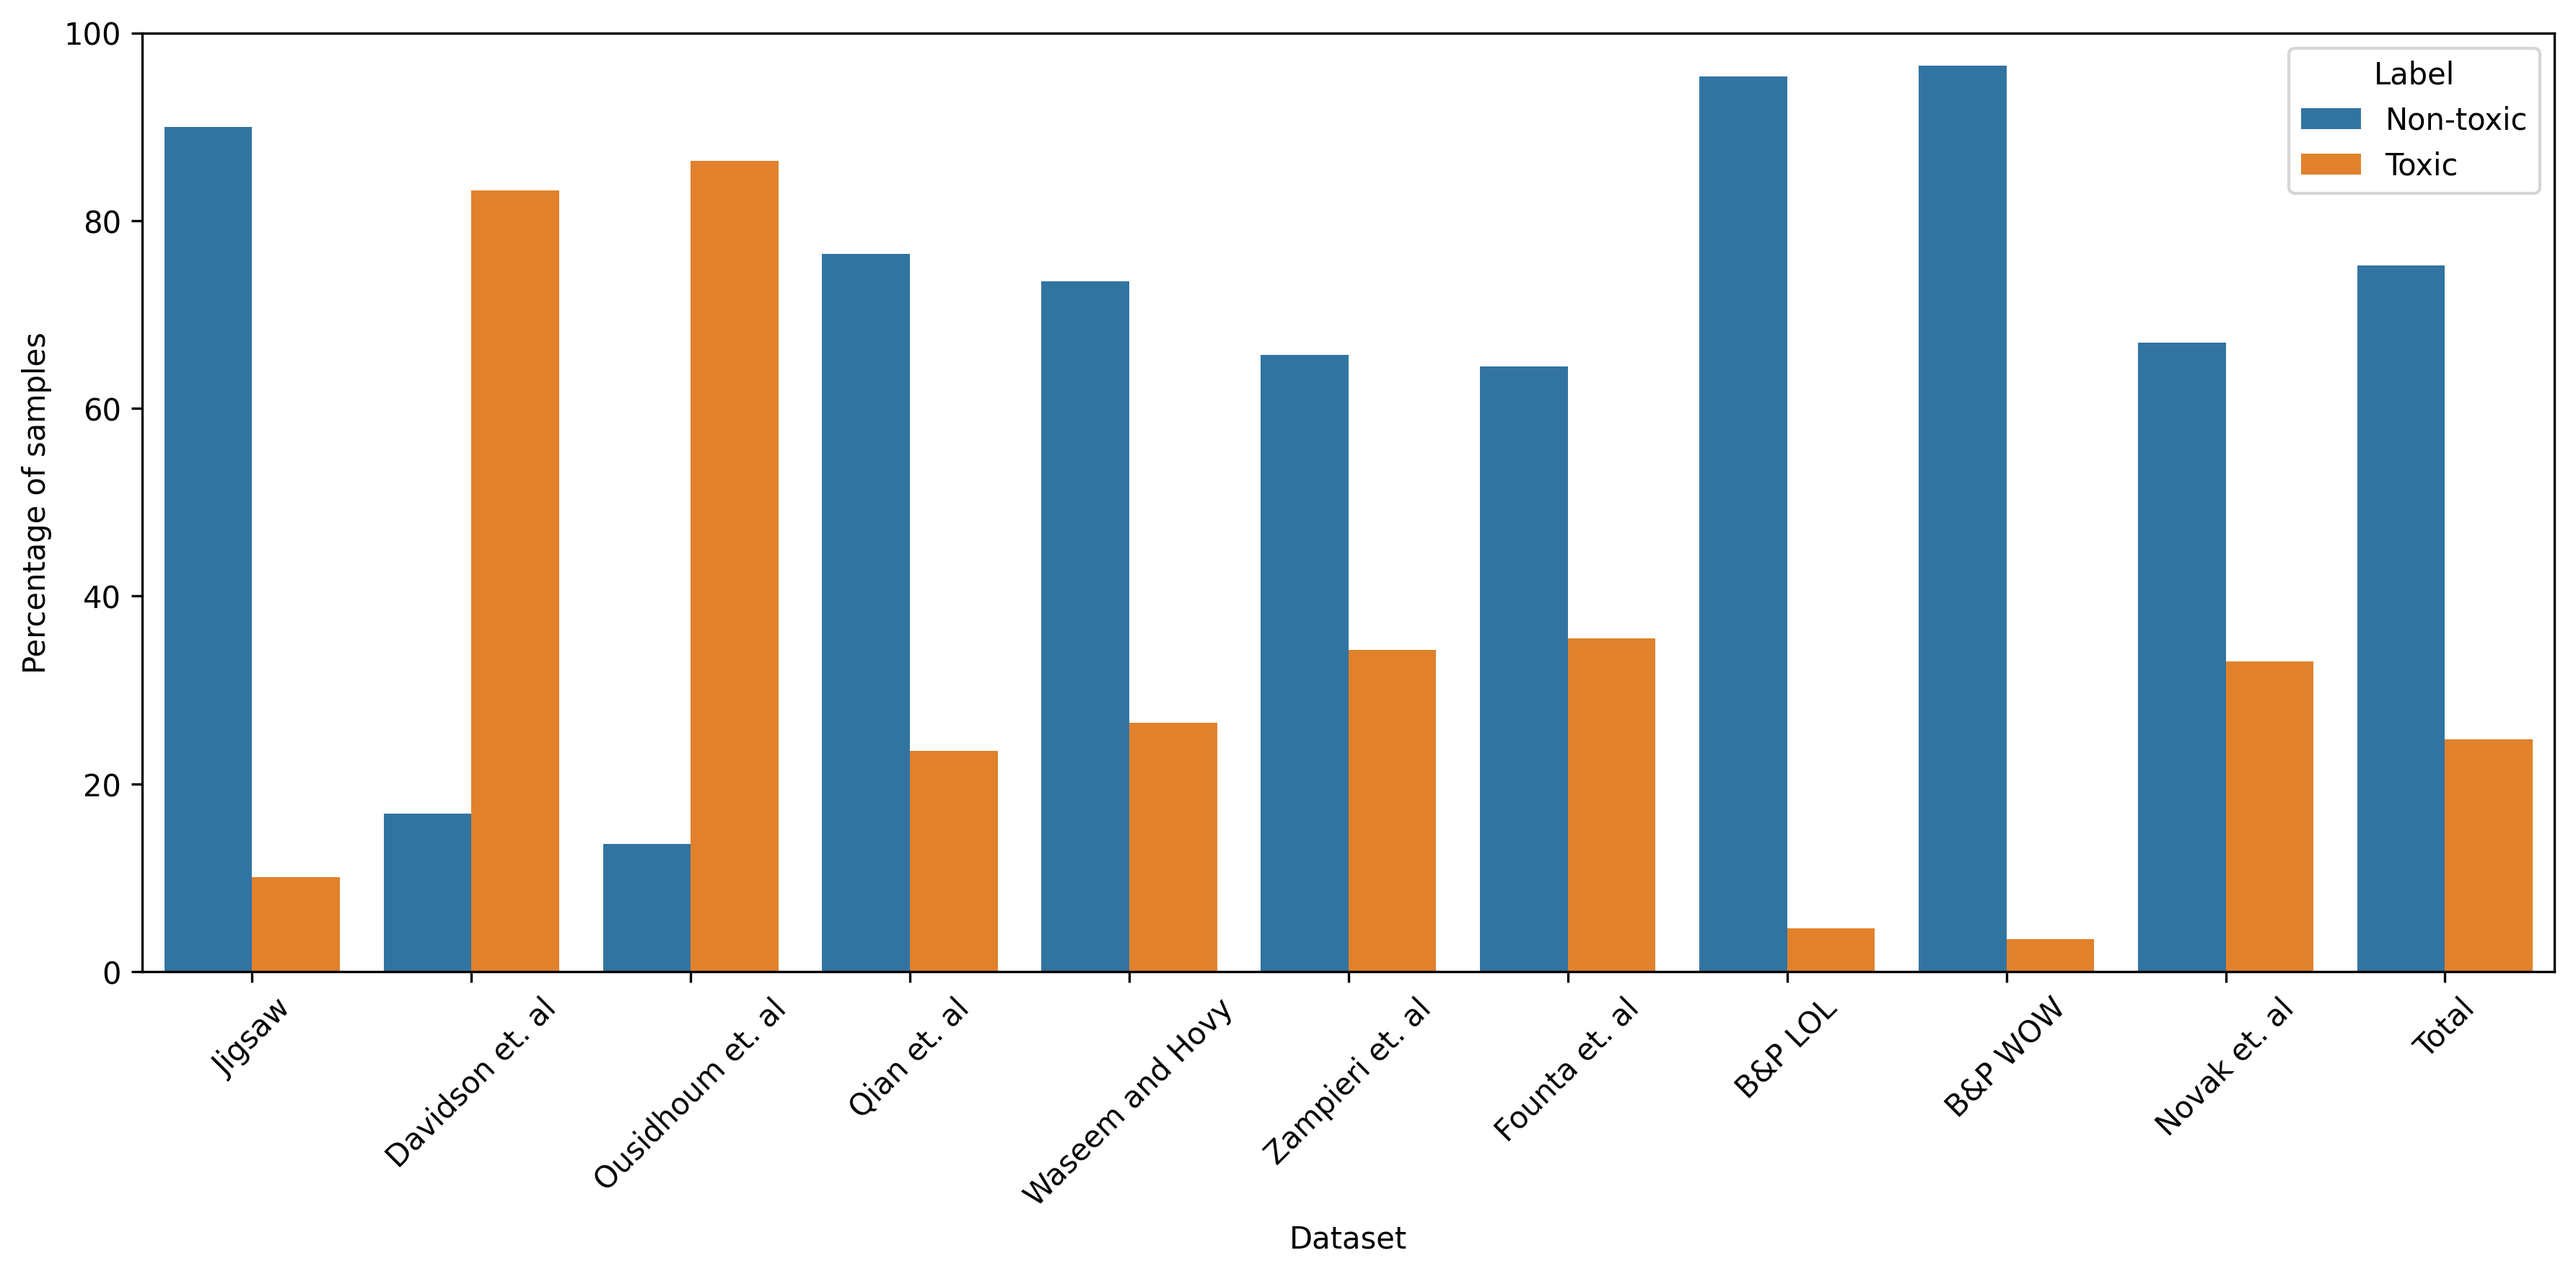 100
80
60
40
20
0
Percentage of samples
Label
Non-toxic
Toxic
Jigsaw
Davidson et. al
Ousidhoum et. al
Qian et. al
Waseem and Hovy
Zampieri et. al
Founta et. al
B&P LOL
B&P WOW
Novak et. al
Total
Dataset